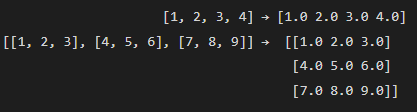 [1, 2, 3, 4] → [1.0 2.0 3.0 4.0]
[[1, 2, 3], [4, 5, 6], [7, 8, 9]] → [[1.0 2.0 3.0]
[4.0 5.0 6.0]
[7.0 8.0 9.0]]